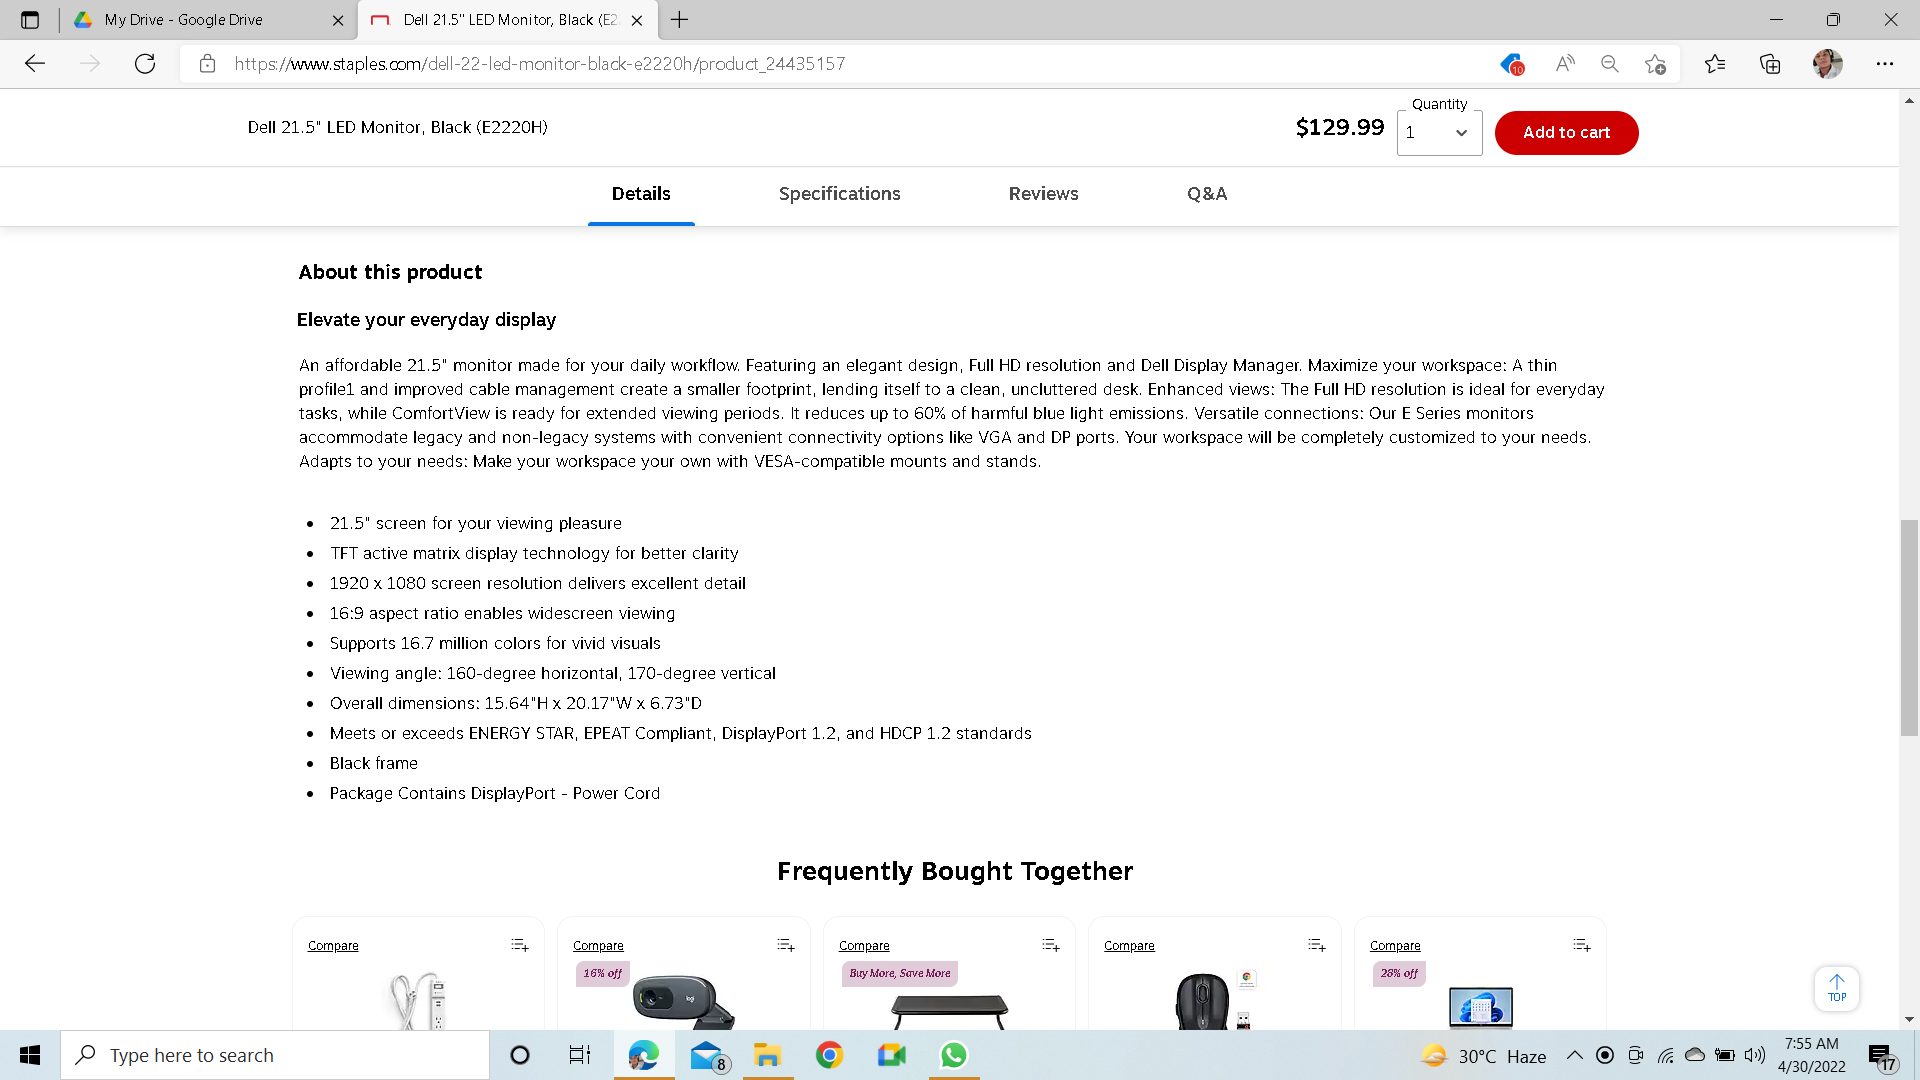 My Drive - Google Drive
Dell 21.5" LED Monitor, Black (E2
https://www.staples.com/dell-22-led-monitor-black-e2220h/product_24435157
10
Dell 21.5" LED Monitor, Black (E2220H)
$129.99
Quantity
1
Add to cart
Details
Specifications
Reviews
Q&A
About this product
Elevate your everyday display
An affordable 21.5" monitor made for your daily workflow. Featuring an elegant design, Full HD resolution and Dell Display Manager. Maximize your workspace: A thin
profile1 and improved cable management create a smaller footprint, lending itself to a clean, uncluttered desk. Enhanced views: The Full HD resolution is ideal for everyday
tasks, while ComfortView is ready for extended viewing periods. It reduces up to 60% of harmful blue light emissions. Versatile connections: Our E Series monitors
accommodate legacy and non-legacy systems with convenient connectivity options like VGA and DP ports. Your workspace will be completely customized to your needs.
Adapts to your needs: Make your workspace your own with VESA-compatible mounts and stands.
• 21.5" screen for your viewing pleasure
• TFT active matrix display technology for better clarity
• 1920 x 1080 screen resolution delivers excellent detail
• 16:9 aspect ratio enables widescreen viewing
• Supports 16.7 million colors for vivid visuals
• Viewing angle: 160-degree horizontal, 170-degree vertical
• Overall dimensions: 15.64"H x 20.17"W x 6.73"D
• Meets or exceeds ENERGY STAR, EPEAT Compliant, DisplayPort 1.2, and HDCP 1.2 standards
• Black frame
• Package Contains DisplayPort - Power Cord
Frequently Bought Together
Compare
Compare
16% off
logi
Compare
Buy More, Save More
Compare
Compare
28% off
TOP
Type here to search
8
30°C Haze
7:55 AM
4/30/2022
17